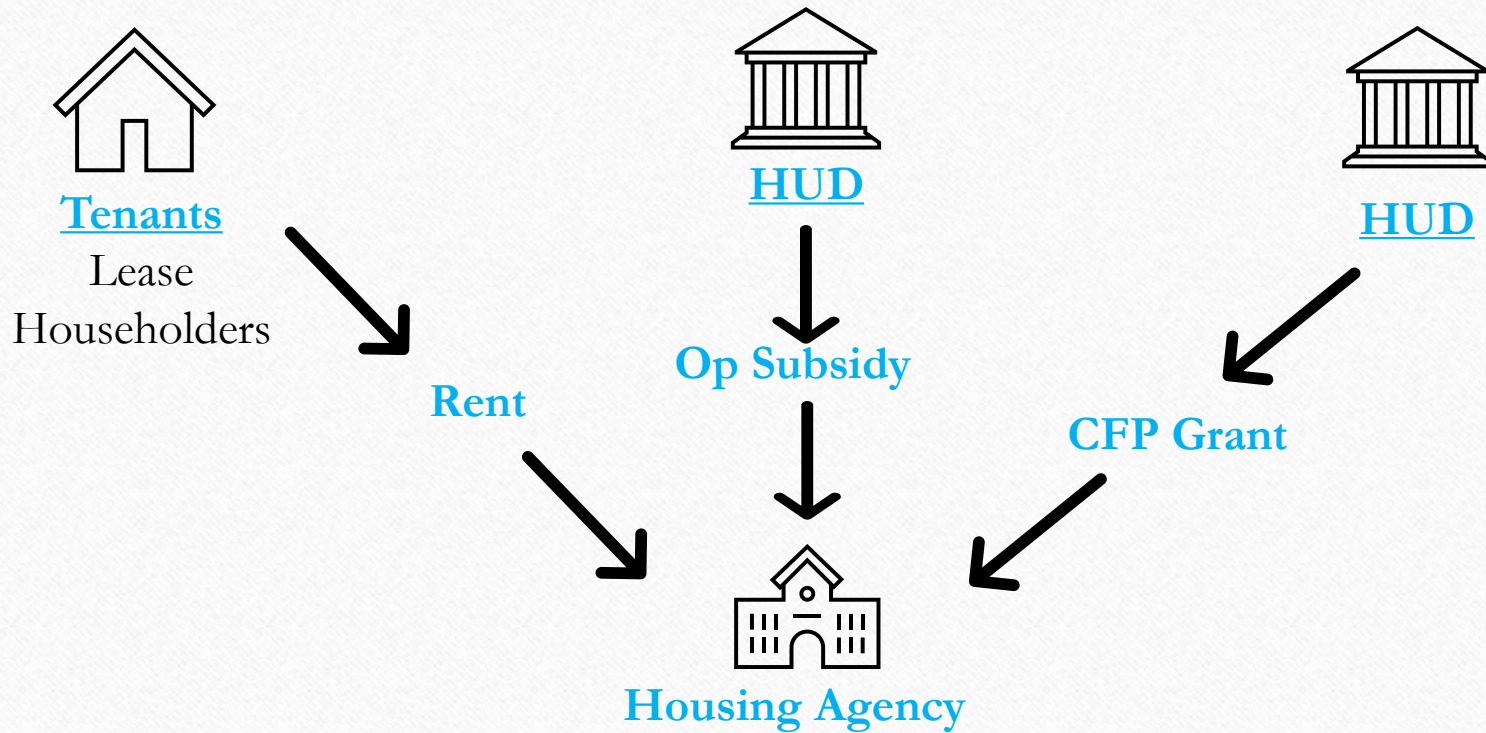 Tenants
Lease
Householders
HUD
HUD
Op Subsidy
Rent
CFP Grant
Housing Agency